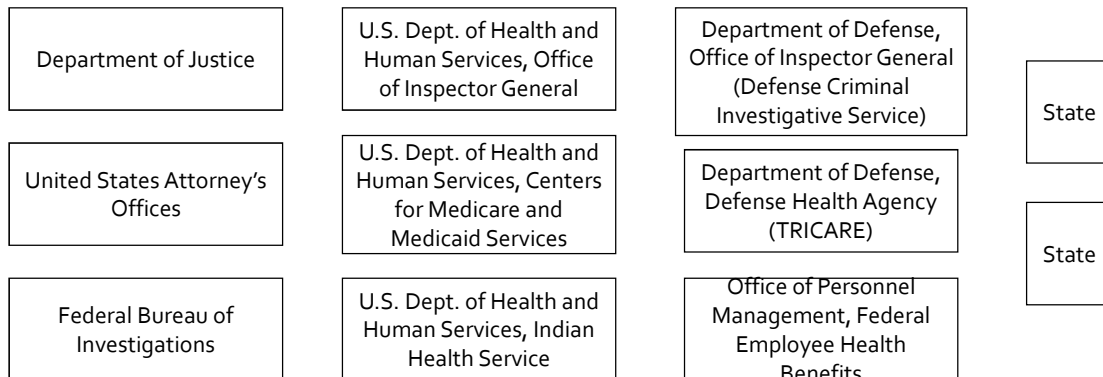 Department of Justice
U.S. Dept. of Health and
Human Services, Office
of Inspector General
Department of Defense,
Office of Inspector General
(Defense Criminal
Investigative Service)
State
United States Attorney's
Offices
U.S. Dept. of Health and
Human Services, Centers
for Medicare and
Medicaid Services
Department of Defense,
Defense Health Agency
(TRICARE)
State
Federal Bureau of
Investigations
U.S. Dept. of Health and
Human Services, Indian
Health Service
Office of Personnel
Management, Federal
Employee Health
Benefits